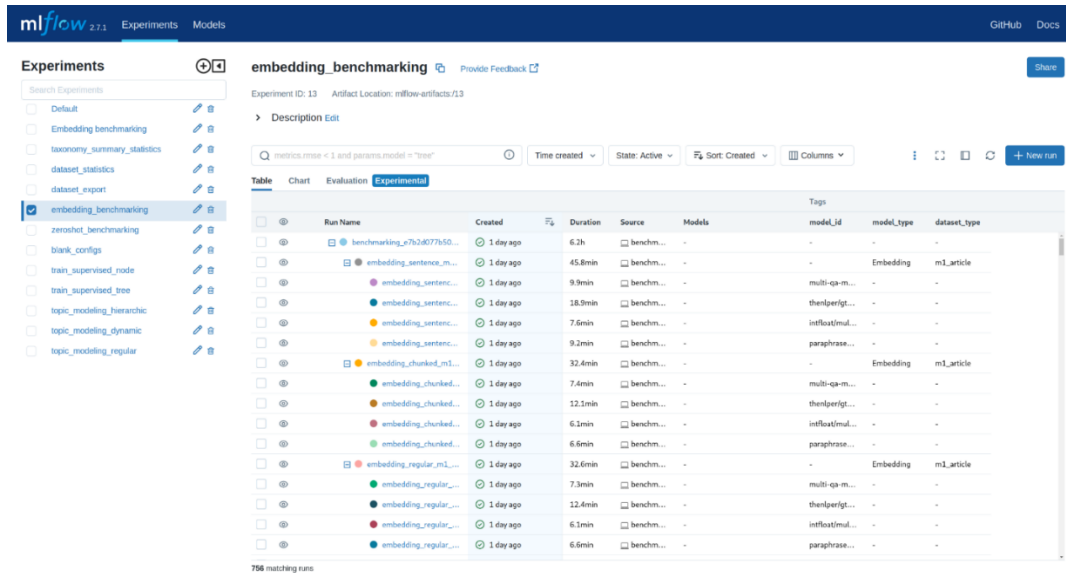 mlflow 2.7.1 Experiments Models GitHub Docs
Experiments
Search Experiments
Default
Embedding benchmarking
taxonomy_summary_statistics
dataset_statistics
dataset_export
embedding_benchmarking
zeroshot_benchmarking
blank_configs
train_supervised_node
train_supervised_tree
topic_modeling_hierarchic
topic_modeling_dynamic
topic_modeling_regular
embedding_benchmarking Provide Feedback Share
Experiment ID: 13 Artifact Location: mlflow-artifacts:/13
Description Edit
metrics.rmse < 1 and params.model = "tree" Time created State: Active Sort: Created Columns + New run
Table Chart Evaluation Experimental
Tags
Run Name Created Duration Source Models model_id model_type dataset_type
benchmarking_e7b2d077b50... 1 day ago 6.2h benchm... - - - -
embedding_sentence_m... 1 day ago 45.8min benchm... - - Embedding m1_article
embedding_sentenc... 1 day ago 9.9min benchm... - multi-qa-m... - -
embedding_sentenc... 1 day ago 18.9min benchm... - thenlper/gt... - -
embedding_sentenc... 1 day ago 7.6min benchm... - intfloat/mul... - -
embedding_sentenc... 1 day ago 9.2min benchm... - paraphrase... - -
embedding_chunked_m1... 1 day ago 32.4min benchm... - - Embedding m1_article
embedding_chunked... 1 day ago 7.4min benchm... - multi-qa-m... - -
embedding_chunked... 1 day ago 12.1min benchm... - thenlper/gt... - -
embedding_chunked... 1 day ago 6.1min benchm... - intfloat/mul... - -
embedding_chunked... 1 day ago 6.6min benchm... - paraphrase... - -
embedding_regular_m1_... 1 day ago 32.6min benchm... - - Embedding m1_article
embedding_regular_... 1 day ago 7.3min benchm... - multi-qa-m... - -
embedding_regular_... 1 day ago 12.4min benchm... - thenlper/gt... - -
embedding_regular_... 1 day ago 6.1min benchm... - intfloat/mul... - -
embedding_regular_... 1 day ago 6.6min benchm... - paraphrase... - -
756 matching runs